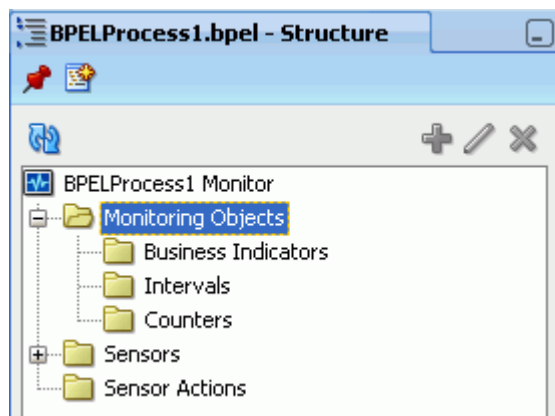 BPELProcess1.bpel - Structure
BPELProcess1 Monitor
Monitoring Objects
Business Indicators
Intervals
Counters
Sensors
Sensor Actions